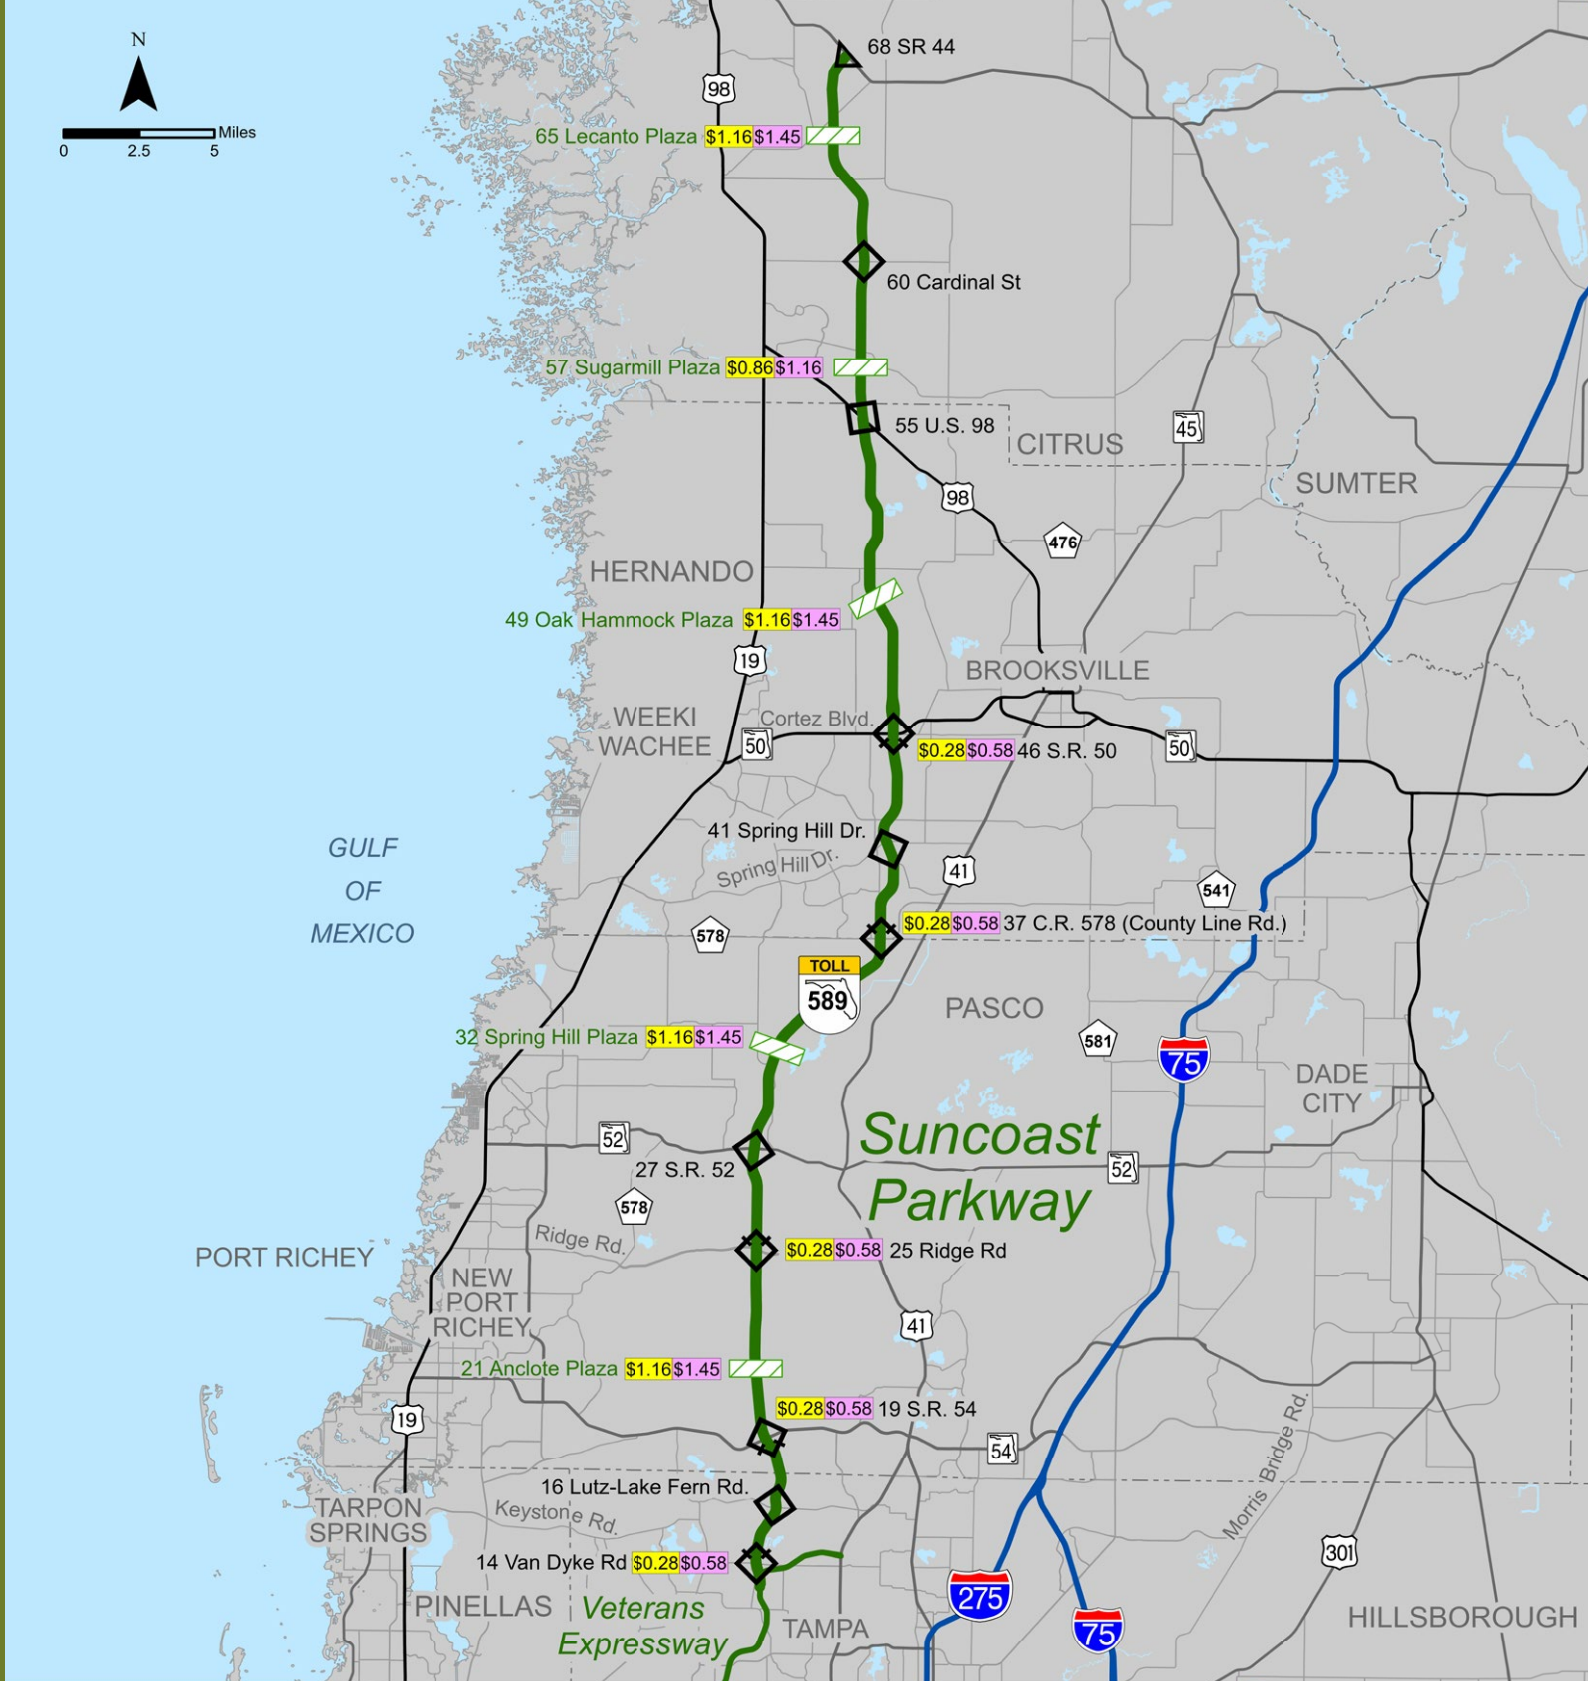 N
Miles
0 2.5 5
68 SR 44
98
65 Lecanto Plaza $1.16 $1.45
60 Cardinal St
57 Sugarmill Plaza $0.86 $1.16
55 U.S. 98
CITRUS
45
SUMTER
98
476
HERNANDO
49 Oak Hammock Plaza $1.16 $1.45
19
BROOKSVILLE
WEEKI
WACHEE
Cortez Blvd.
50
$0.28 $0.58 46 S.R. 50
50
41 Spring Hill Dr.
Spring Hill Dr.
41
541
GULF
OF
MEXICO
578
$0.28 $0.58 37 C.R. 578 (County Line Rd.)
TOLL
589
PASCO
32 Spring Hill Plaza $1.16 $1.45
581
75
DADE
CITY
Suncoast
Parkway
52
27 S.R. 52
52
578
Ridge Rd.
$0.28 $0.58 25 Ridge Rd
PORT RICHEY
NEW
PORT
RICHEY
41
21 Anclote Plaza $1.16 $1.45
19
$0.28 $0.58 19 S.R. 54
54
Morris Bridge Rd.
16 Lutz-Lake Fern Rd.
TARPON
SPRINGS
Keystone Rd.
14 Van Dyke Rd $0.28 $0.58
301
PINELLAS
Veterans
Expressway
TAMPA
275
75
HILLSBOROUGH